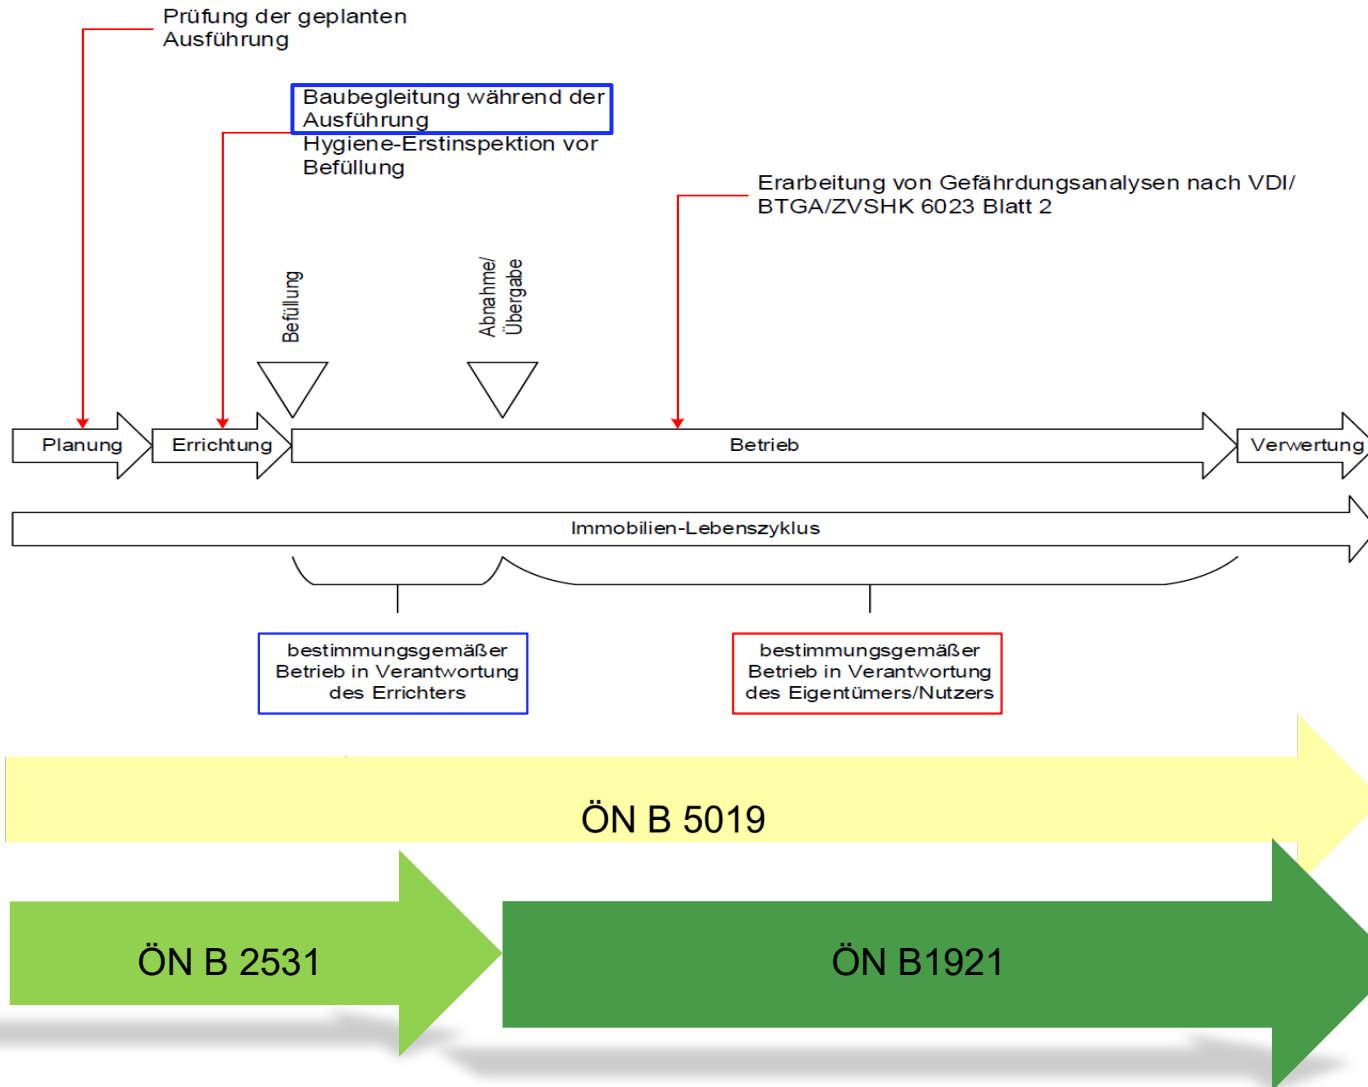 Prüfung der geplanten
Ausführung
Baubegleitung während der
Ausführung
Hygiene-Erstinspektion vor
Befüllung
Erarbeitung von Gefährdungsanalysen nach VDI/
BTGA/ZVSHK 6023 Blatt 2
Befüllung
Abnahme/
Übergabe
Planung
Errichtung
Betrieb
Verwertung
Immobilien-Lebenszyklus
bestimmungsgemäßer
Betrieb in Verantwortung
des Errichters
bestimmungsgemäßer
Betrieb in Verantwortung
des Eigentümers/Nutzers
ÖN B 5019
ÖN B 2531
ÖN B1921